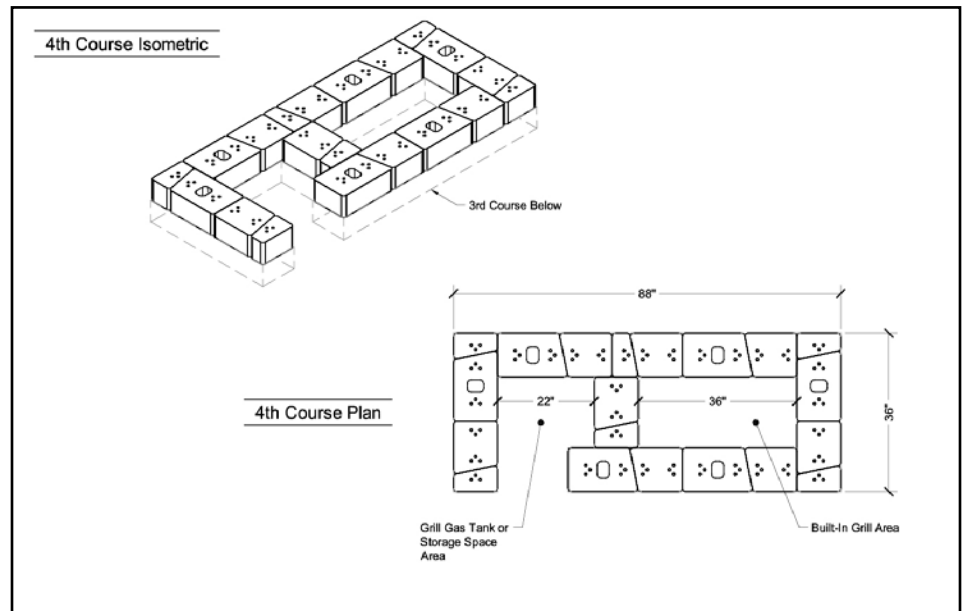 4th Course Isometric
3rd Course Below
88"
4th Course Plan
22"
36"
36"
Grill Gas Tank or
Storage Space
Area
Built-In Grill Area